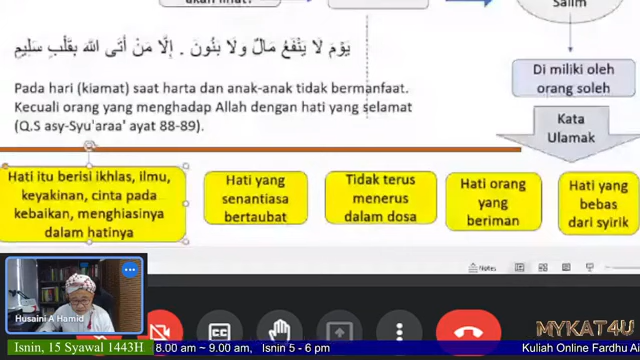 akan lihat?
Salim
يَوْمَ لَا يَنْفَعُ مَالٌ وَلَا بَنُونَ . إِلَّا مَنْ أَتَى اللَّهَ بِقَلْبٍ سَلِيمٍ
Pada hari (kiamat) saat harta dan anak-anak tidak bermanfaat.
Kecuali orang yang menghadap Allah dengan hati yang selamat
(Q.S asy-Syu'araa' ayat 88-89).
Di miliki oleh
orang soleh
Kata
Ulamak
Hati itu berisi ikhlas, ilmu,
keyakinan, cinta pada
kebaikan, menghiasinya
dalam hatinya
Hati yang
senantiasa
bertaubat
Tidak terus
menerus
dalam dosa
Hati orang
yang
beriman
Hati yang
bebas
dari syirik
Notes
Husaini A Hamid
MYKAT4U
Isnin, 15 Syawal 1443H
8.00 am ~ 9.00 am, Isnin 5 - 6 pm
Kuliah Online Fardhu Ai